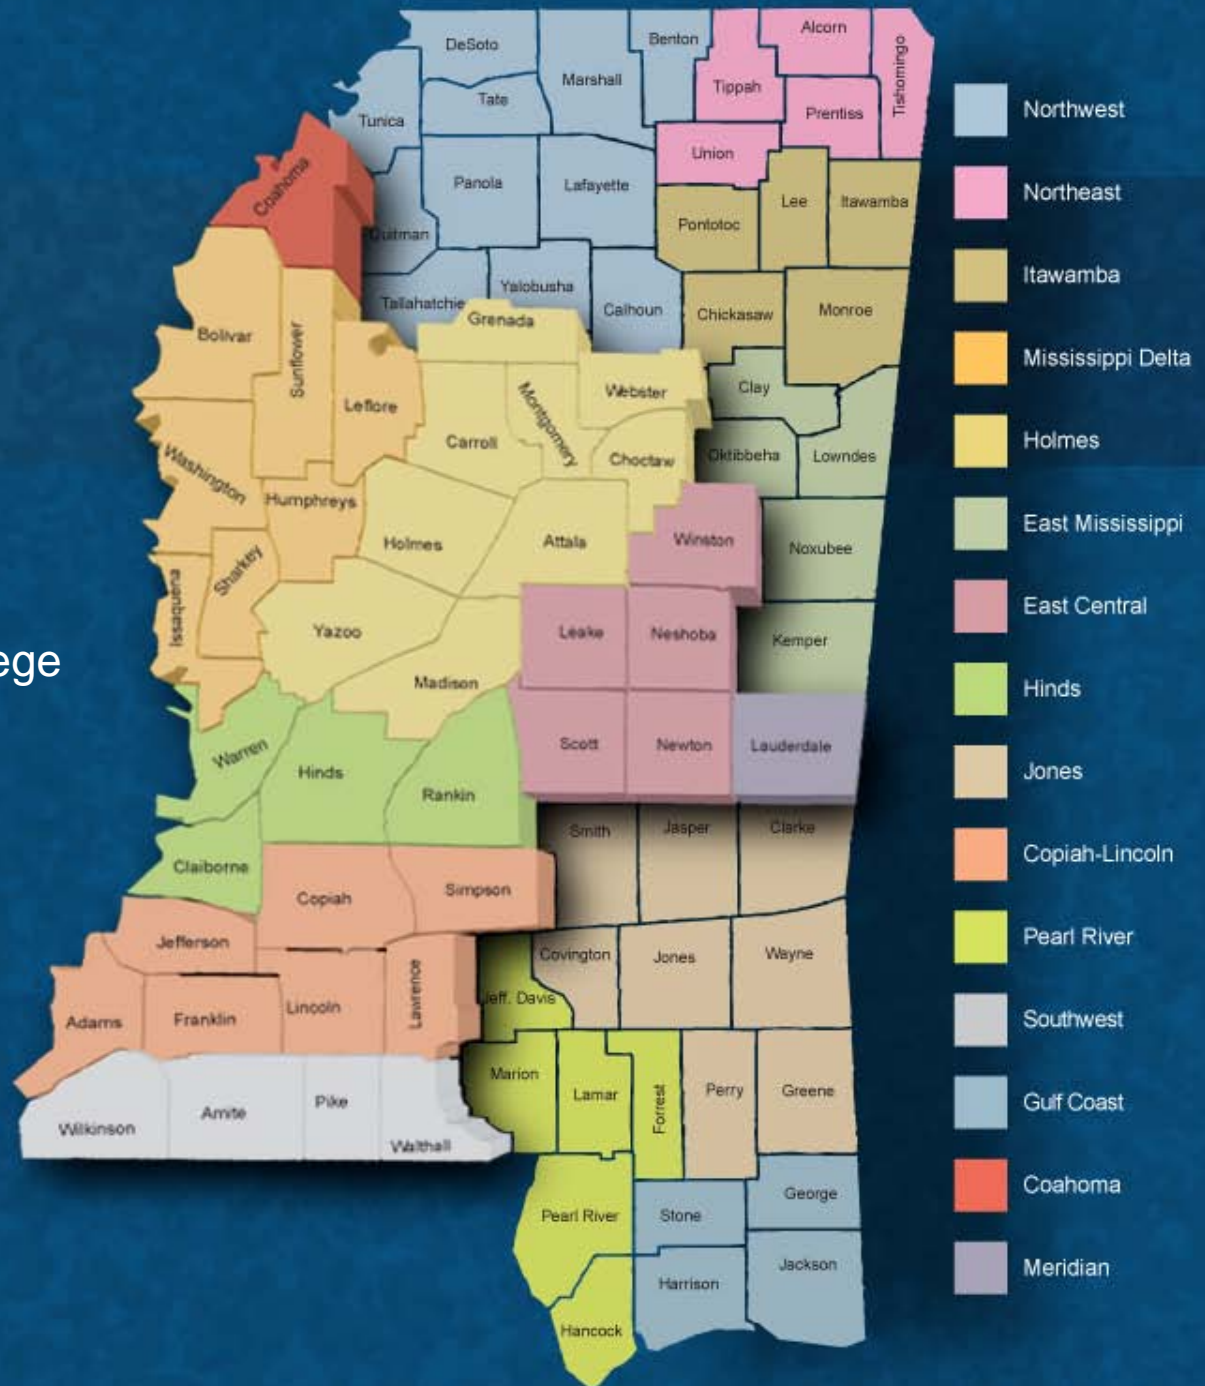 DeSoto
Marshall
Benton
Tippah
Alcorn
Tishomingo
Tunica
Tate
Prentiss
Union
Coahoma
Quitman
Panola
Lafayette
Pontotoc
Lee
Itawamba
Tallahatchie
Yalobusha
Calhoun
Chickasaw
Monroe
Bolivar
Sunflower
Leflore
Grenada
Carroll
Montgomery
Webster
Choctaw
Clay
Oktibbeha
Lowndes
Washington
Humphreys
Holmes
Attala
Winston
Noxubee
Issaquena
Sharkey
Yazoo
Madison
Leake
Neshoba
Kemper
ege
Warren
Hinds
Rankin
Scott
Newton
Lauderdale
Claiborne
Copiah
Simpson
Smith
Jasper
Clarke
Jefferson
Adams
Franklin
Lincoln
Lawrence
Jeff. Davis
Covington
Jones
Wayne
Wilkinson
Amite
Pike
Walthall
Marion
Lamar
Forrest
Perry
Greene
Pearl River
Stone
George
Hancock
Harrison
Jackson
Northwest
Northeast
Itawamba
Mississippi Delta
Holmes
East Mississippi
East Central
Hinds
Jones
Copiah-Lincoln
Pearl River
Southwest
Gulf Coast
Coahoma
Meridian